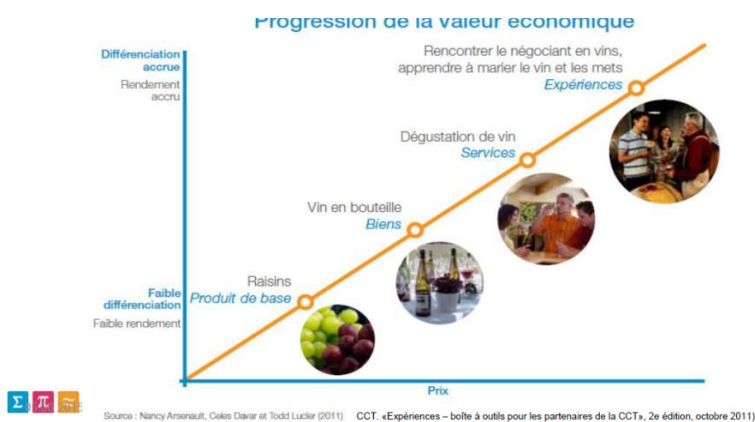 Progression de la valeur économique
Différenciation
accrue
Rendement
accru
Rencontrer le négociant en vins,
apprendre à marier le vin et les mets
Expériences
Dégustation de vin
Services
Vin en bouteille
Biens
Raisins
Produit de base
Faible
différenciation
Faible rendement
Prix
Σ π ≂
Source : Nancy Arsenault, Celes Davar et Todd Lucier (2011)
CCT. «Expériences – boîte à outils pour les partenaires de la CCT», 2e édition, octobre 2011)